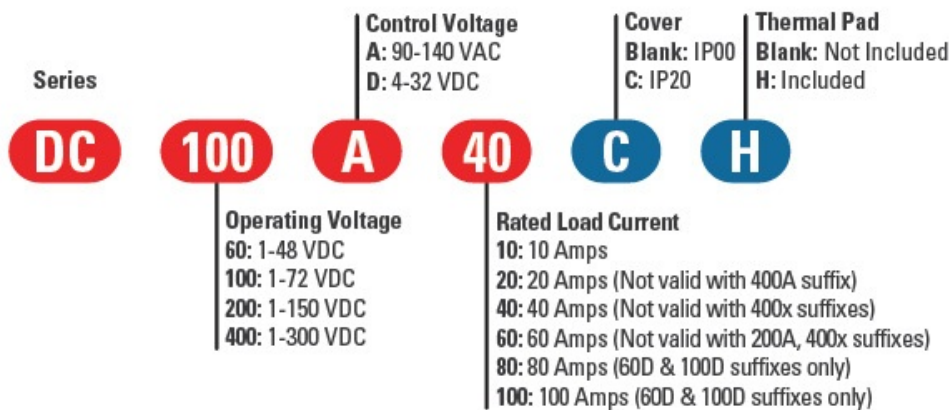 Control Voltage
A: 90-140 VAC
D: 4-32 VDC
Cover
Blank: IP00
C: IP20
Thermal Pad
Blank: Not Included
H: Included
Series
DC 100 A 40 C H
Operating Voltage
60: 1-48 VDC
100: 1-72 VDC
200: 1-150 VDC
400: 1-300 VDC
Rated Load Current
10: 10 Amps
20: 20 Amps (Not valid with 400A suffix)
40: 40 Amps (Not valid with 400x suffixes)
60: 60 Amps (Not valid with 200A, 400x suffixes)
80: 80 Amps (60D & 100D suffixes only)
100: 100 Amps (60D & 100D suffixes only)